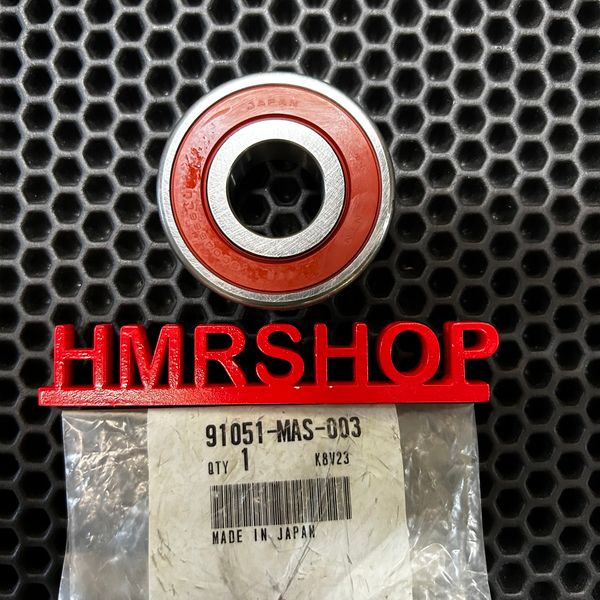 JAPAN
HMRSHOP
91051-MAS-003
QTY 1 K8V23
MADE IN JAPAN